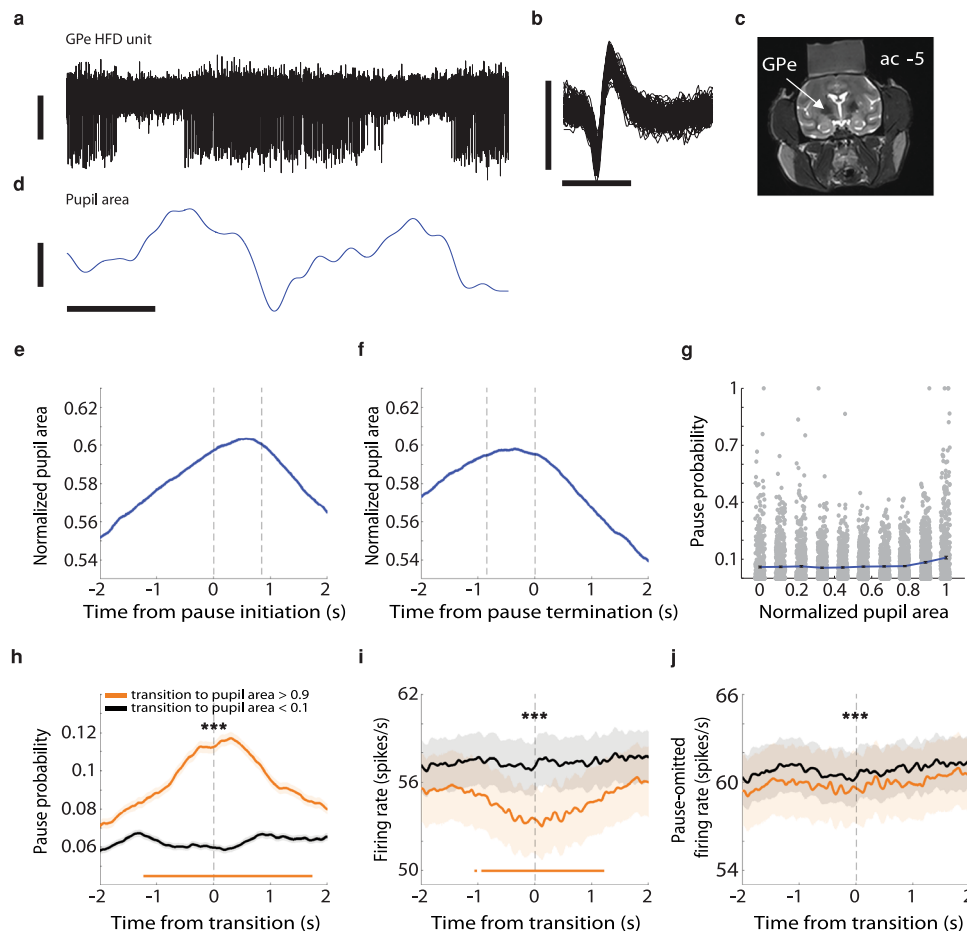 a
GPe HFD unit
b
c
GPe
ac -5
d
Pupil area
e
Normalized pupil area
0.62
0.6
0.58
0.56
0.54
-2
-1
0
1
2
Time from pause initiation (s)
f
Normalized pupil area
0.62
0.6
0.58
0.56
0.54
-2
-1
0
1
2
Time from pause termination (s)
g
Pause probability
1
0.7
0.4
0.1
0
0.2
0.4
0.6
0.8
1
Normalized pupil area
h
transition to pupil area > 0.9
transition to pupil area < 0.1
***
Pause probability
0.12
0.1
0.08
0.06
-2
-1
0
1
2
Time from transition (s)
i
***
Firing rate (spikes/s)
62
56
50
-2
-1
0
1
2
Time from transition (s)
j
***
Pause-omitted
firing rate (spikes/s)
66
60
54
-2
-1
0
1
2
Time from transition (s)